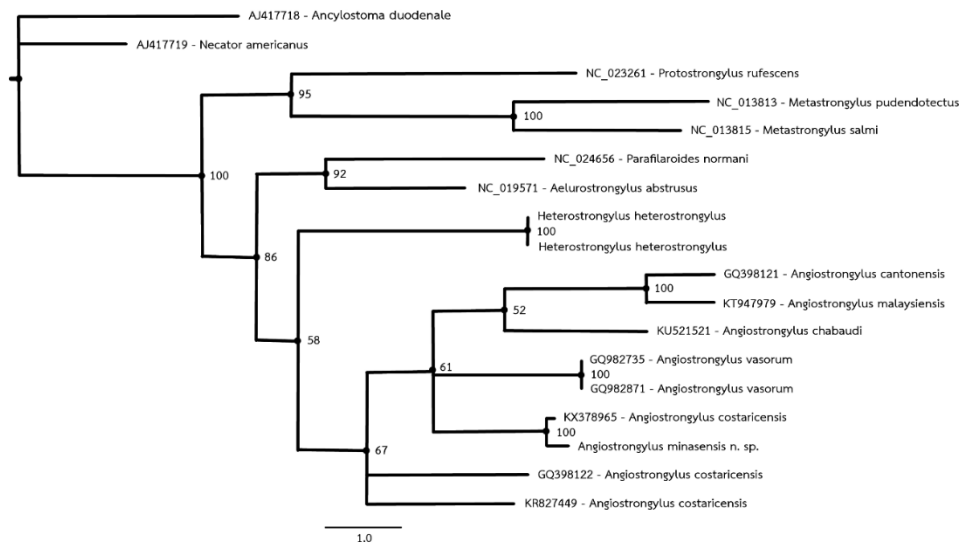 AJ417718 - Ancylostoma duodenale
AJ417719 - Necator americanus
NC_023261 - Protostrongylus rufescens
95
NC_013813 - Metastrongylus pudendotectus
100
NC_013815 - Metastrongylus salmi
NC_024656 - Parafilaroides normani
100
92
NC_019571 - Aelurostrongylus abstrusus
Heterostrongylus heterostrongylus
100
Heterostrongylus heterostrongylus
86
GQ398121 - Angiostrongylus cantonensis
100
KT947979 - Angiostrongylus malaysiensis
52
KU521521 - Angiostrongylus chabaudi
58
GQ982735 - Angiostrongylus vasorum
61
100
GQ982871 - Angiostrongylus vasorum
KX378965 - Angiostrongylus costaricensis
100
Angiostrongylus minasensis n. sp.
67
GQ398122 - Angiostrongylus costaricensis
KR827449 - Angiostrongylus costaricensis
1.0